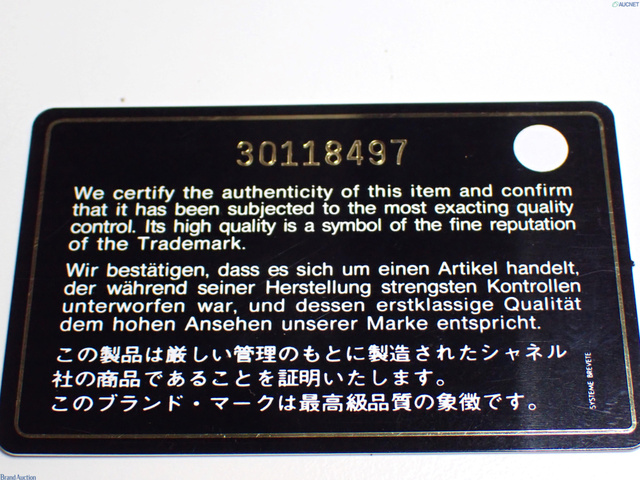 AUCNET
30118497
We certify the authenticity of this item and confirm
that it has been subjected to the most exacting quality
control. Its high quality is a symbol of the fine reputation
of the Trademark.
Wir bestätigen, dass es sich um einen Artikel handelt,
der während seiner Herstellung strengsten Kontrollen
unterworfen war, und dessen erstklassige Qualität
dem hohen Ansehen unserer Marke entspricht.
この製品は厳しい管理のもとに製造されたシャネル
社の商品であることを証明いたします。
このブランド・マークは最高級品質の象徴です。
SYSTEME BREVETE
BrandAuction